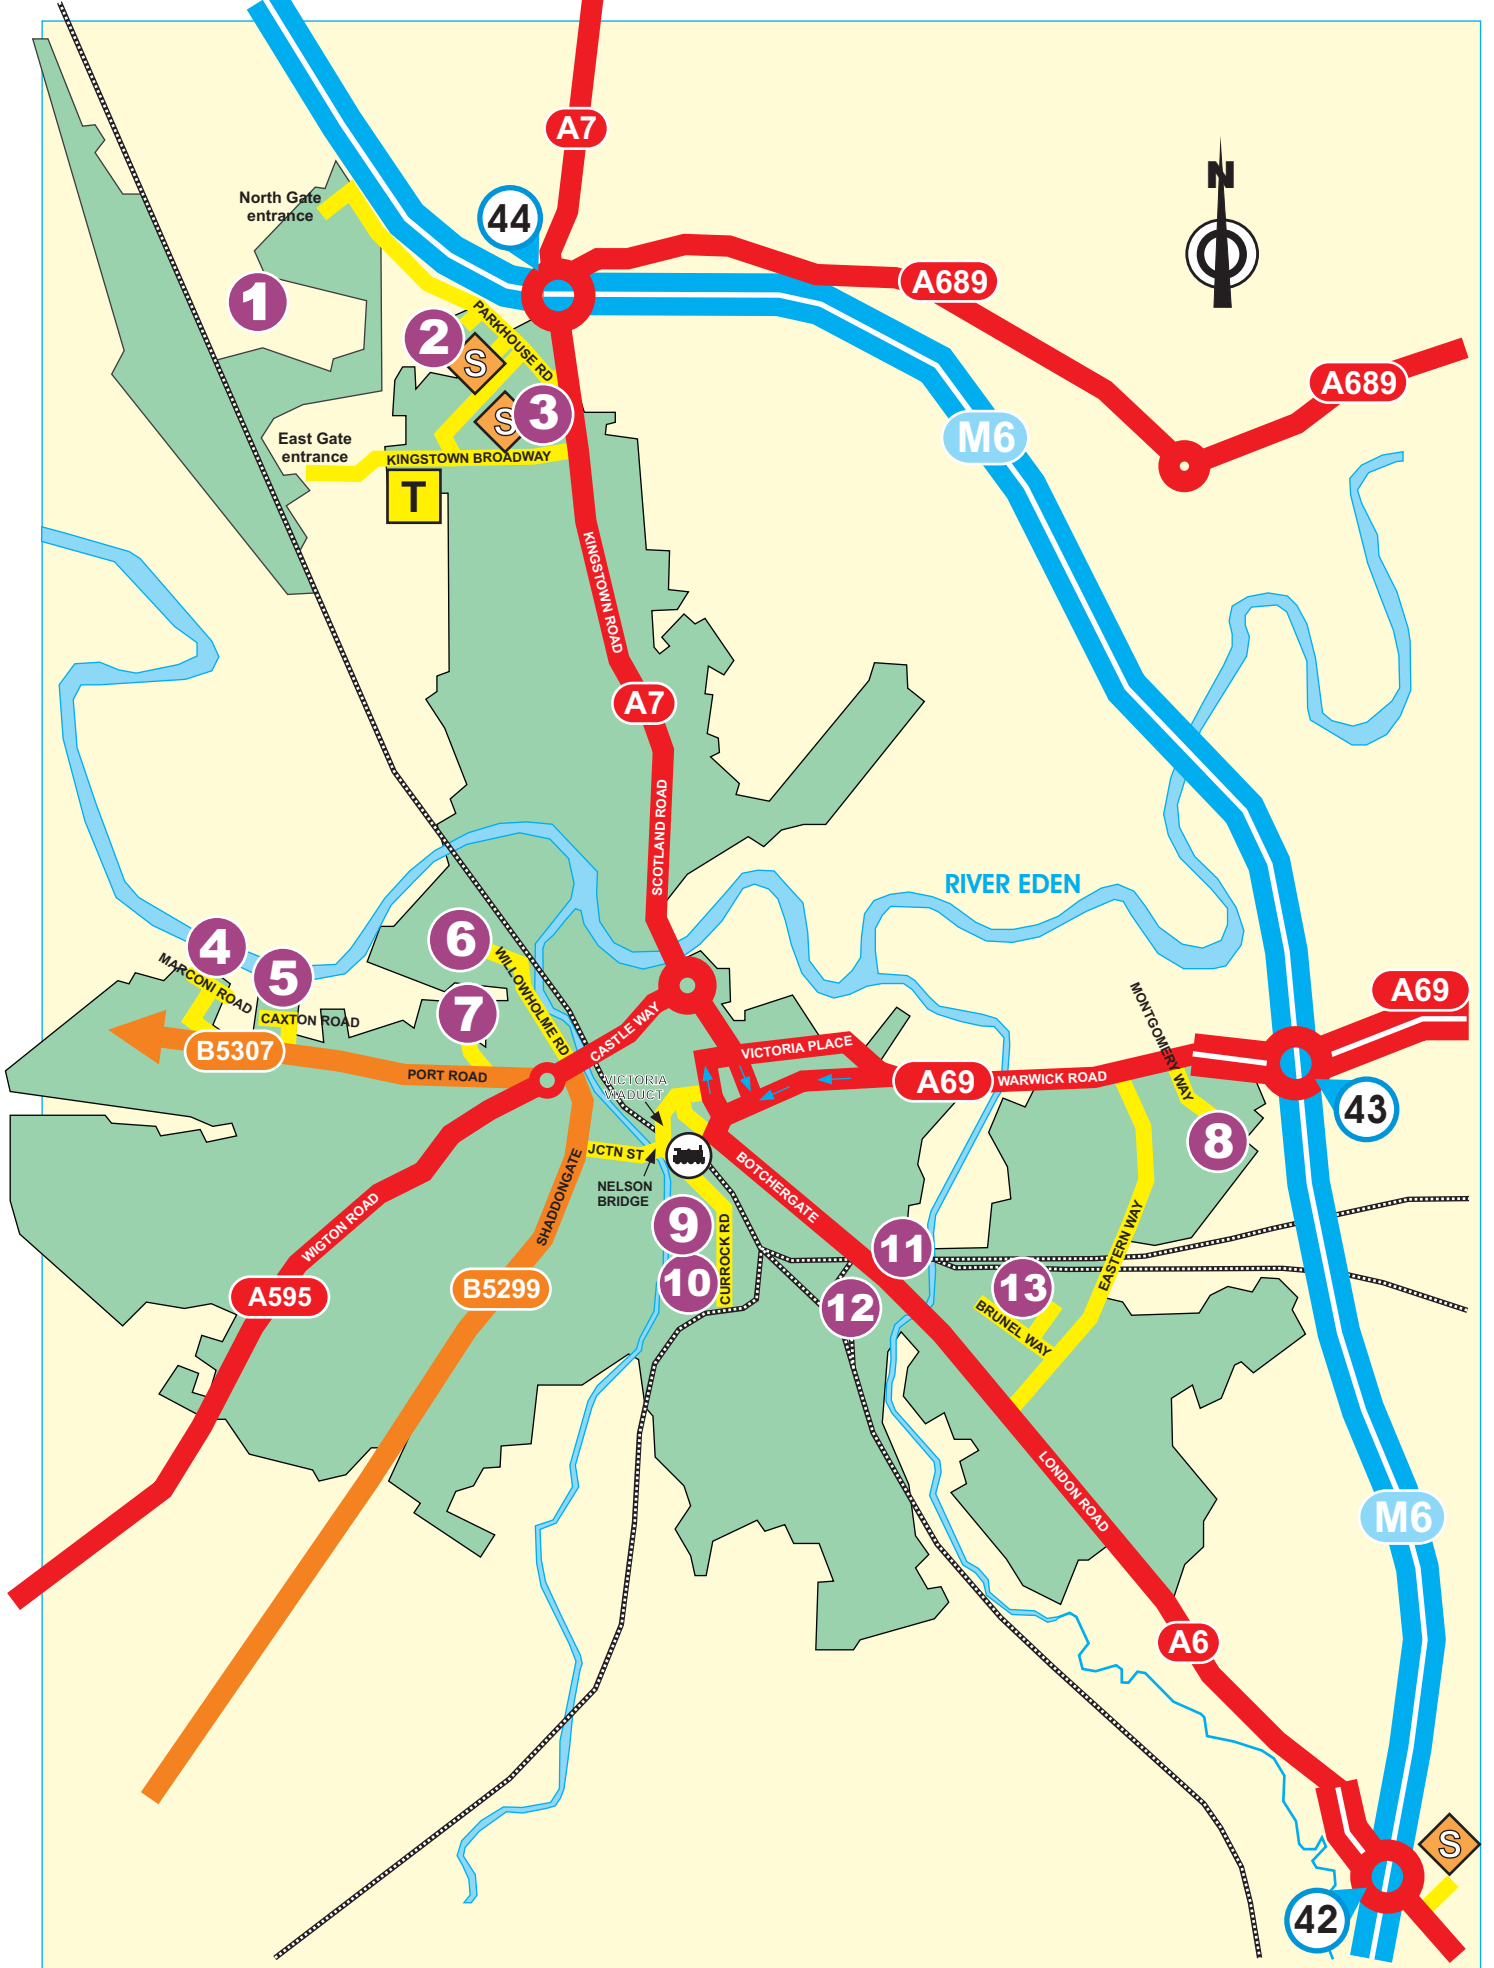 A7
N
North Gate
entrance
44
A689
1
PARKHOUSE RD
2
S
A689
S
3
M6
East Gate
entrance
KINGSTOWN BROADWAY
T
KINGSTOWN ROAD
A7
SCOTLAND ROAD
RIVER EDEN
4
6
MARCONI ROAD
5
WILLOWHOLME RD
7
CAXTON ROAD
CASTLE WAY
MONTGOMERY WAY
A69
B5307
VICTORIA PLACE
PORT ROAD
VICTORIA
VIADUCT
A69
WARWICK ROAD
43
8
JCTN ST
NELSON
BRIDGE
BOTCHERGATE
SHADDONGATE
WIGTON ROAD
9
CURROCK RD
11
EASTERN WAY
10
13
A595
B5299
12
BRUNEL WAY
LONDON ROAD
M6
A6
S
42